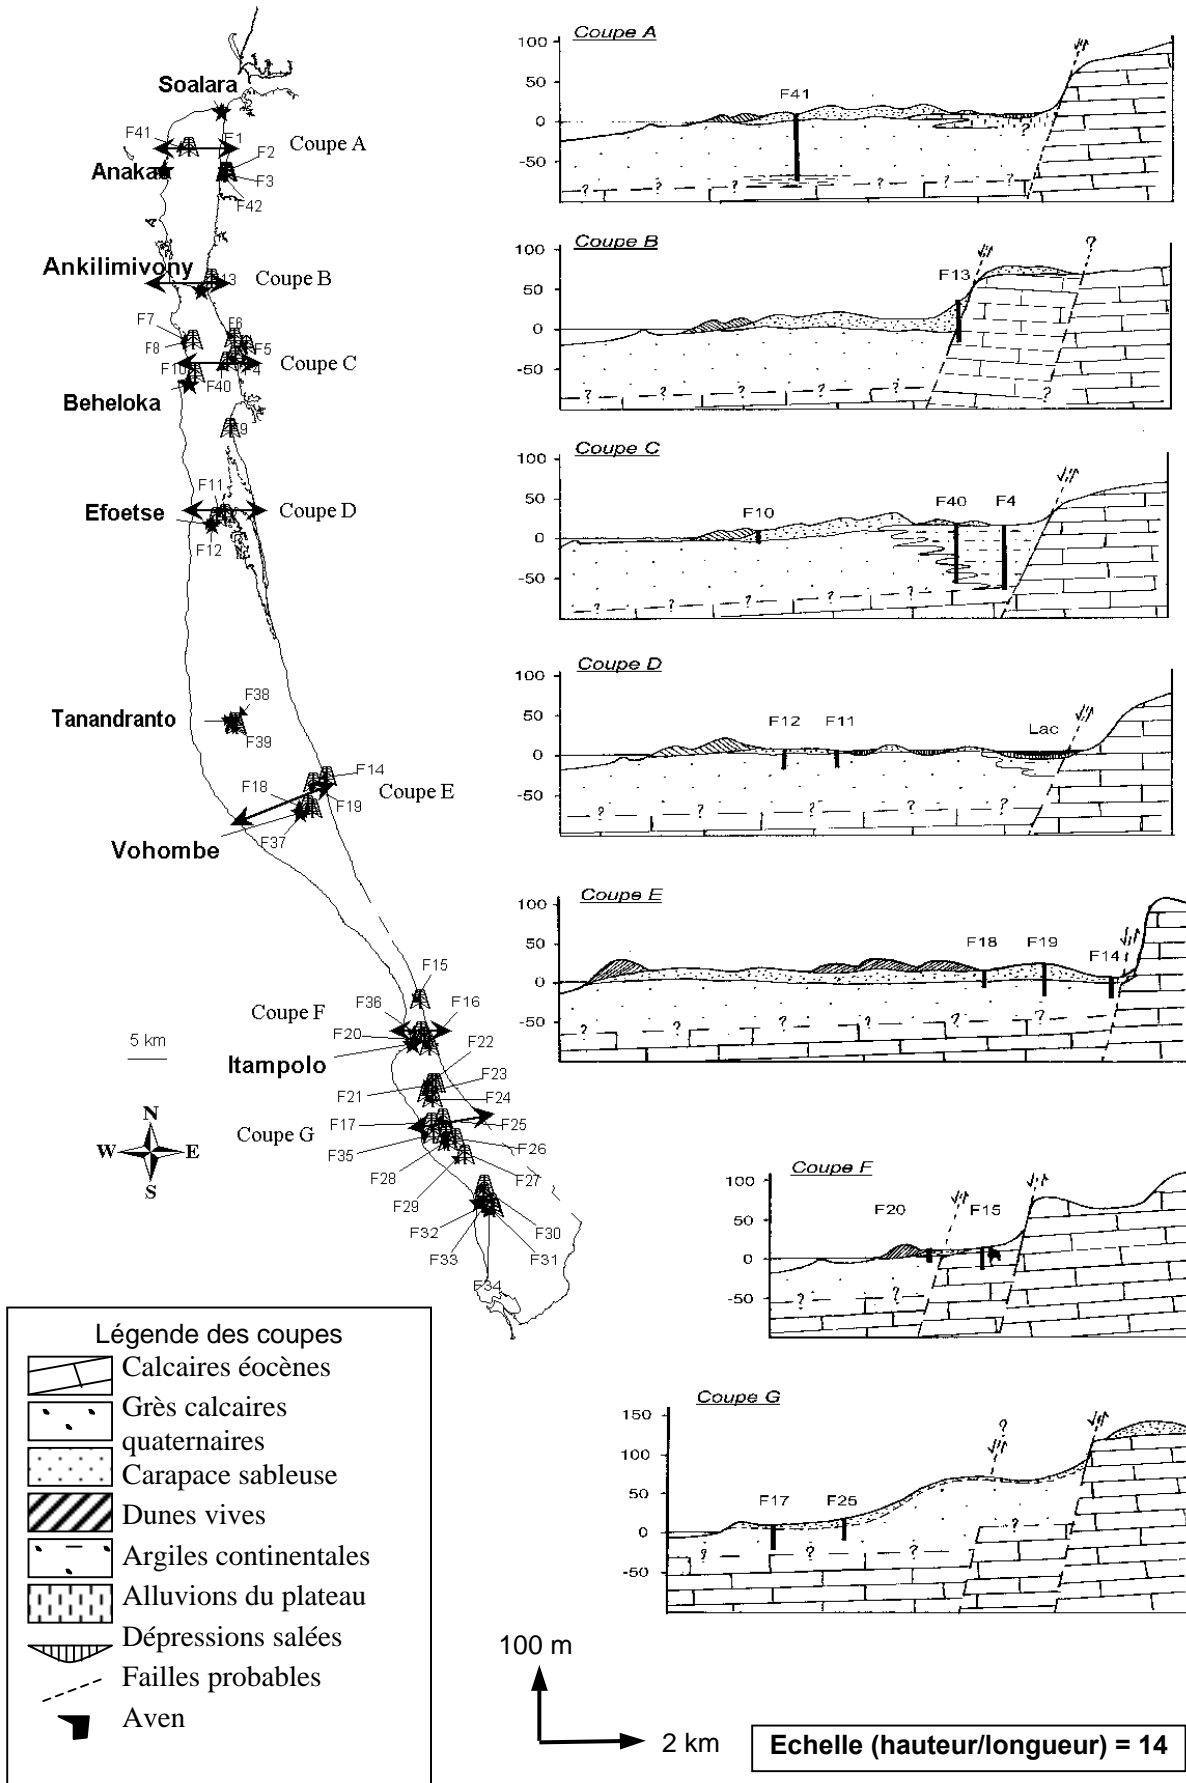 Soalara
F41
F1
Coupe A
F2
Anakao
F3
F42
Ankilimivony
F13
Coupe B
F7
F6
F8
F5
F10
Coupe C
F40
F4
Beheloka
F9
F11
Efoetse
Coupe D
F12
F38
Tanandranto
F39
F14
F18
Coupe E
F19
F37
Vohombe
F15
F36
F16
Coupe F
F20
F22
5 km
Itampolo
F23
F21
F24
F17
F25
Coupe G
F35
F26
F28
F27
F29
F32
F30
F33
F31
F34
N
W E
S
Coupe A
100
50
0
-50
F41
?
? ? ? ? ?
Coupe B
100
50
0
-50
F13
?
? ? ? ? ? ?
Coupe C
100
50
0
-50
F10
F40
F4
? ? ? ? ?
Coupe D
100
50
0
-50
F12
F11
Lac
? ? ? ? ?
Coupe E
100
50
0
-50
F18
F19
F14
? ? ? ? ?
Coupe F
100
50
0
-50
F20
F15
? ?
Coupe G
150
100
50
0
-50
F17
F25
?
? ? ? ? ?
Légende des coupes
Calcaires éocènes
Grès calcaires
quaternaires
Carapace sableuse
Dunes vives
Argiles continentales
Alluvions du plateau
Dépressions salées
Failles probables
Aven
100 m
2 km
Echelle (hauteur/longueur) = 14